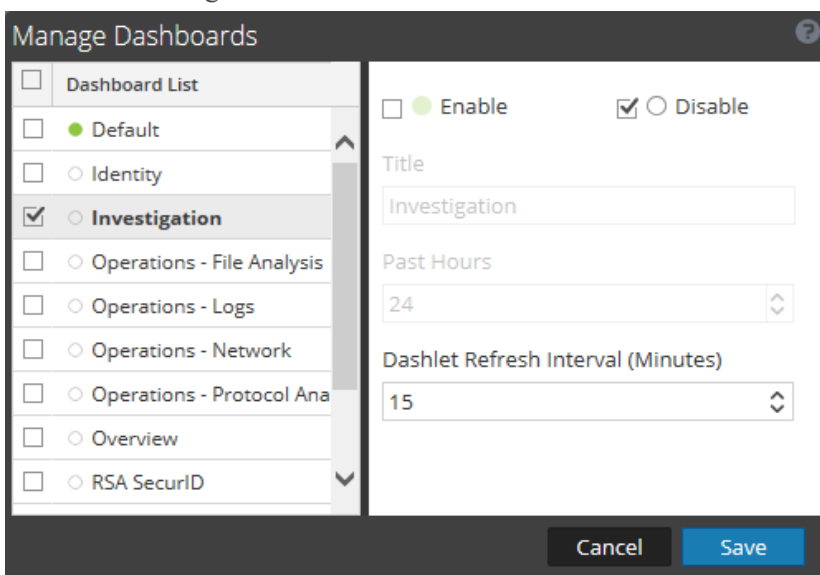 Manage Dashboards
Dashboard List
Default
Identity
Investigation
Operations - File Analysis
Operations - Logs
Operations - Network
Operations - Protocol Ana
Overview
RSA SecurID
Enable Disable
Title
Investigation
Past Hours
24
Dashlet Refresh Interval (Minutes)
15
Cancel Save